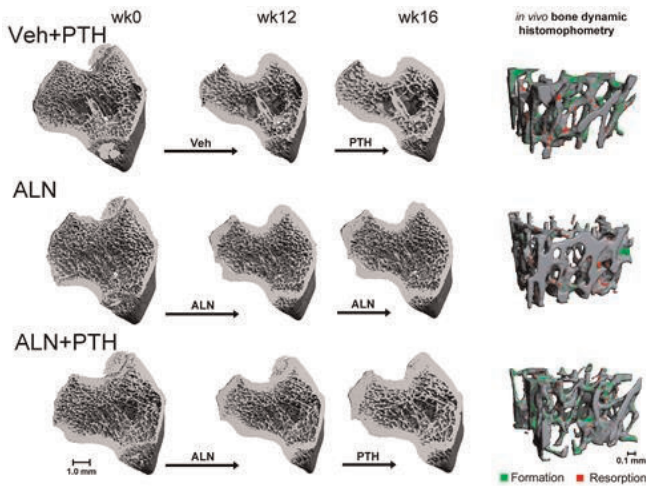 wk0 wk12 wk16
in vivo bone dynamic
histomophometry
Veh+PTH
Veh PTH
ALN
ALN ALN
ALN+PTH
1.0 mm
ALN PTH
0.1 mm
Formation Resorption